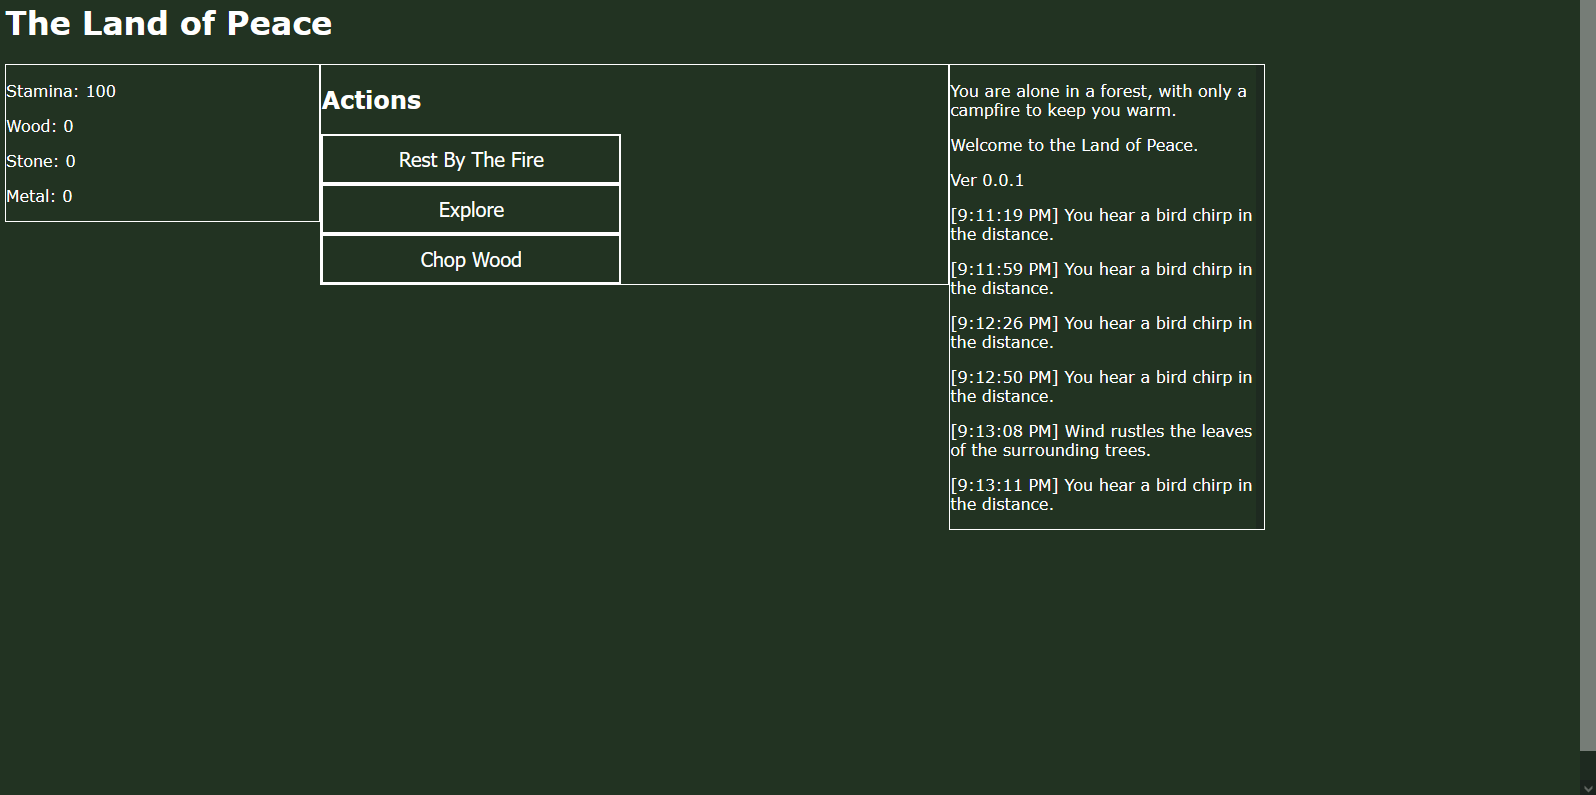 The Land of Peace
Stamina: 100
Wood: 0
Stone: 0
Metal: 0
Actions
Rest By The Fire
Explore
Chop Wood
You are alone in a forest, with only a
campfire to keep you warm.
Welcome to the Land of Peace.
Ver 0.0.1
[9:11:19 PM] You hear a bird chirp in
the distance.
[9:11:59 PM] You hear a bird chirp in
the distance.
[9:12:26 PM] You hear a bird chirp in
the distance.
[9:12:50 PM] You hear a bird chirp in
the distance.
[9:13:08 PM] Wind rustles the leaves
of the surrounding trees.
[9:13:11 PM] You hear a bird chirp in
the distance.